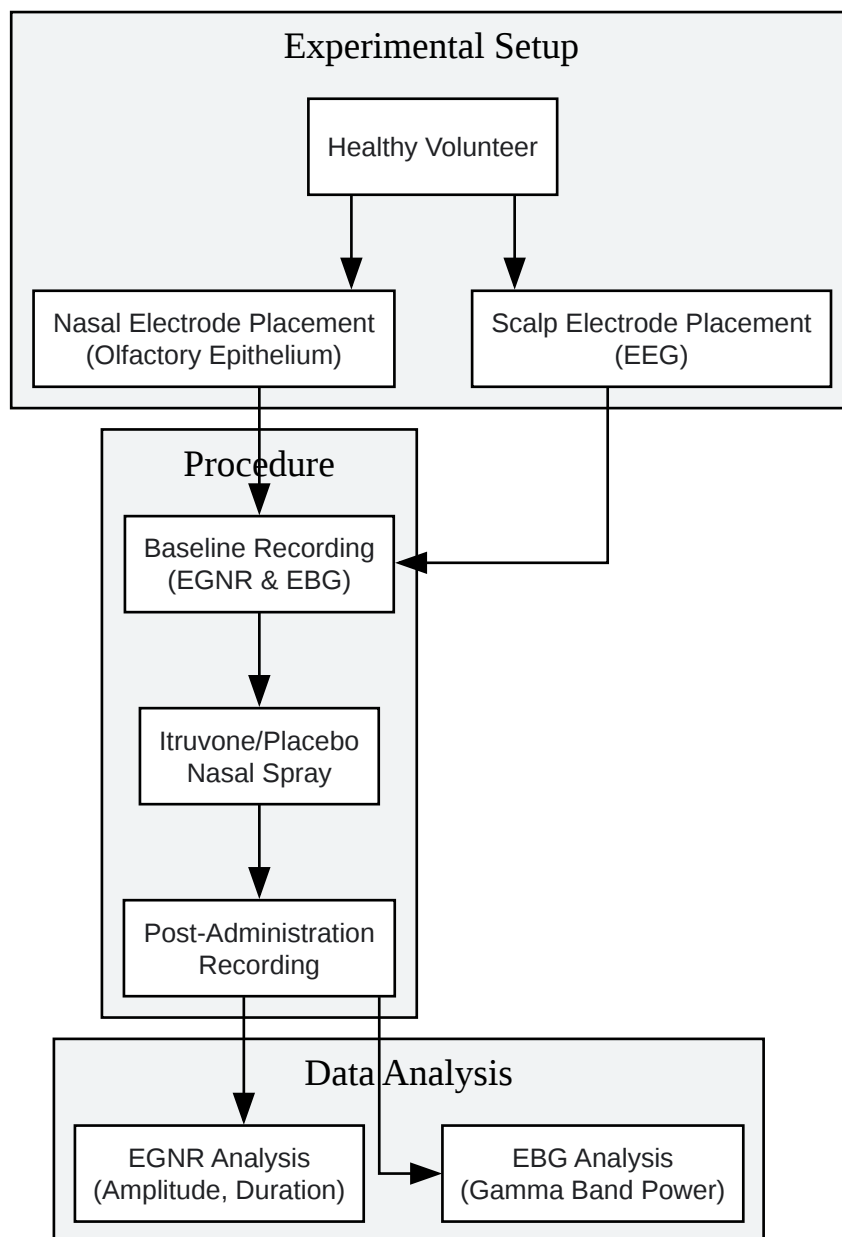 Experimental Setup
Healthy Volunteer
Nasal Electrode Placement
(Olfactory Epithelium)
Scalp Electrode Placement
(EEG)
Procedure
Baseline Recording
(EGNR & EBG)
Itruvone/Placebo
Nasal Spray
Post-Administration
Recording
Data Analysis
EGNR Analysis
(Amplitude, Duration)
EBG Analysis
(Gamma Band Power)